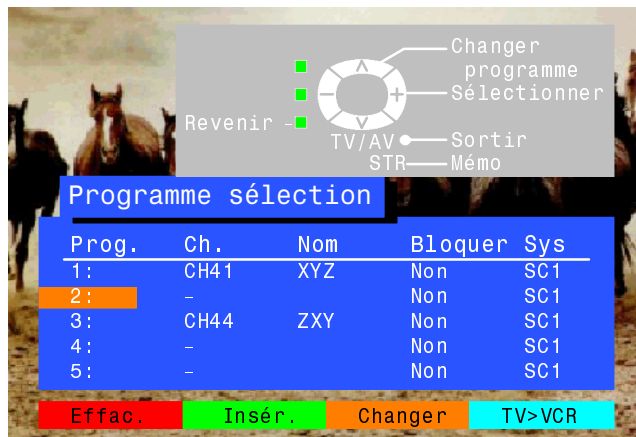 Changer
programme
Sélectionner
Revenir –
TV/AV
Sortir
STR
Mémo
Programme sélection
Prog. Ch. Nom Bloquer Sys
1: CH41 XYZ Non SC1
2: – Non SC1
3: CH44 ZXY Non SC1
4: – Non SC1
5: – Non SC1
Effac. Insér. Changer TV>VCR